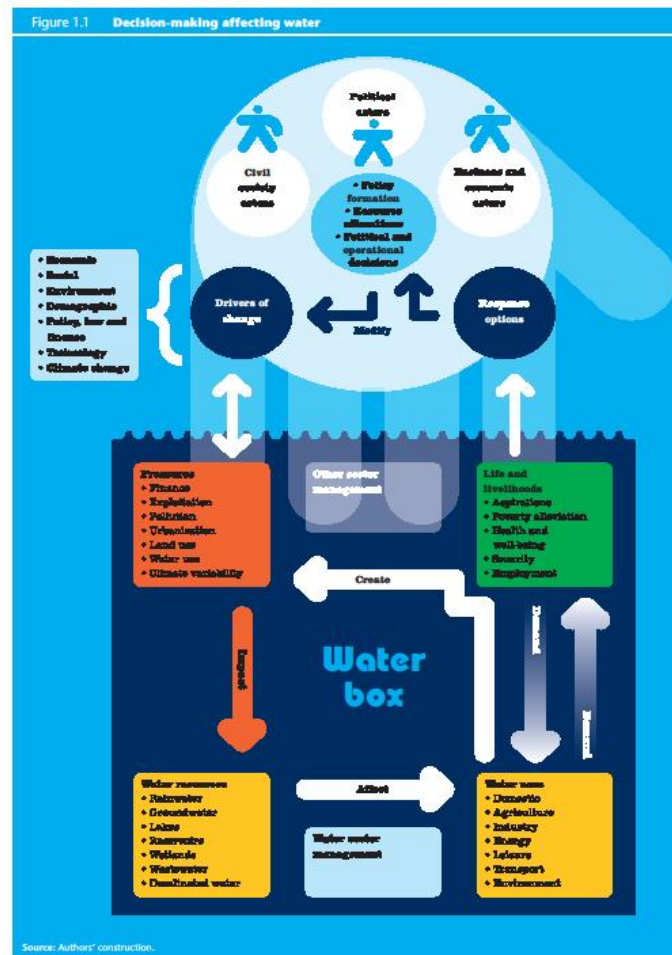 Figure 1.1 Decision-making affecting water
Political
actors
Civil
society
actors
Business and
economic
actors
• Policy
formation
• Resource
allocations
• Political and
operational
decisions
• Economic
• Social
• Environment
• Demographic
• Policy, law and
finance
• Technology
• Climate change
Drivers of
change
Modify
Response
options
Pressures
• Finance
• Exploitation
• Pollution
• Urbanisation
• Land use
• Water use
• Climate variability
Other sector
management
Life and
livelihoods
• Aspirations
• Poverty alleviation
• Health and
well-being
• Security
• Employment
Create
Impact
Water
box
Demand
Water resources
• Rainwater
• Groundwater
• Lakes
• Reservoirs
• Wetlands
• Wastewater
• Desalinated water
Affect
Water sector
management
Water uses
• Domestic
• Agriculture
• Industry
• Energy
• Leisure
• Transport
• Environment
Source: Authors' construction.